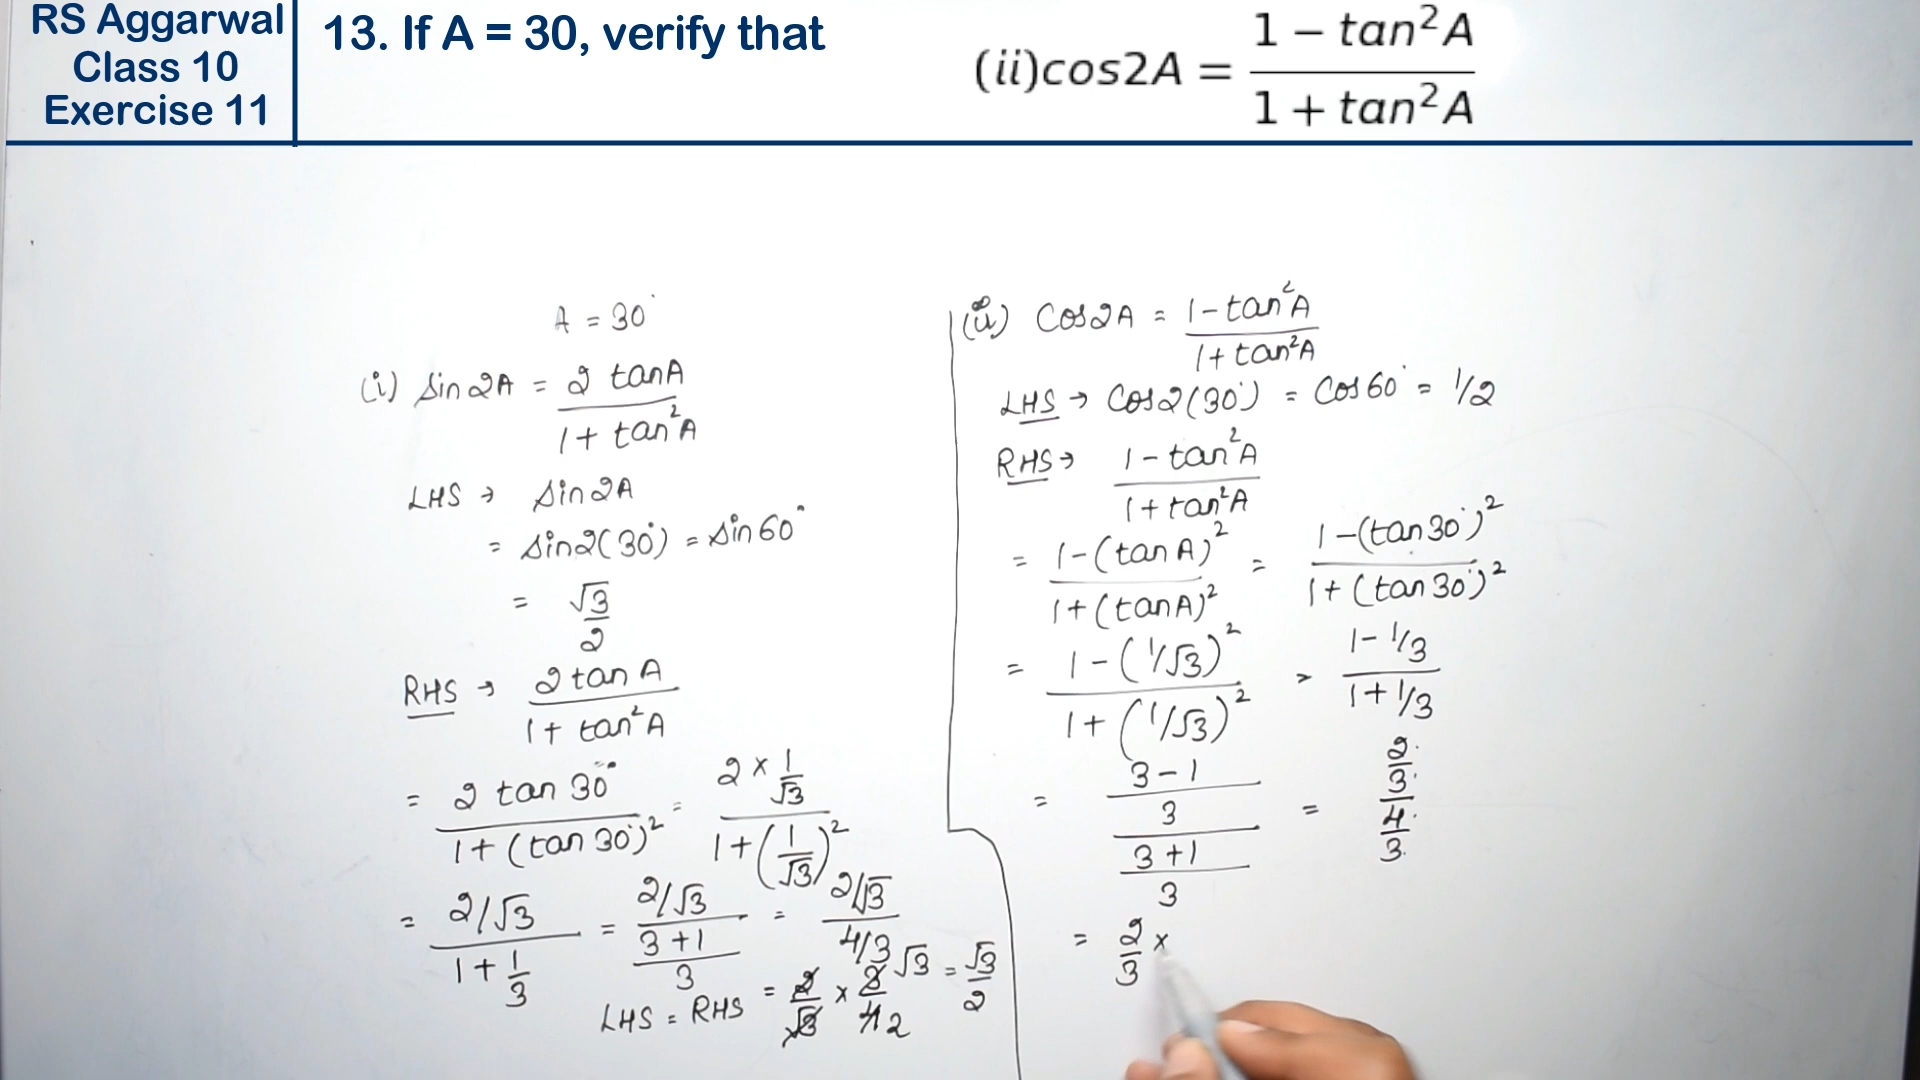 RS Aggarwal
Class 10
Exercise 11
13. If A = 30, verify that
(ii)cos2A = (1 − tan²A)/(1 + tan²A)
A = 30°
(i) sin2A = (2 tanA)/(1 + tan²A)
LHS → sin2A
= sin2(30°) = sin60°
= √3/2
RHS → (2 tan A)/(1 + tan²A)
= (2 tan 30°)/(1 + (tan 30°)²) = (2 × 1/√3)/(1 + (1/√3)²)
= (2/√3)/(1 + 1/3) = (2/√3)/((3+1)/3) = (2/√3)/(4/3)
= 2/√3 × 3/4 2 √3 = √3/2
LHS = RHS
(ii) Cos2A = (1 - tan²A)/(1 + tan²A)
LHS → Cos2(30°) = Cos60° = 1/2
RHS → (1 - tan²A)/(1 + tan²A)
= (1 - (tan A)²)/(1 + (tanA)²) = (1 - (tan30°)²)/(1 + (tan30°)²)
= (1 - (1/√3)²)/(1 + (1/√3)²) = (1 - 1/3)/(1 + 1/3)
= ((3-1)/3)/((3+1)/3) = (2/3)/(4/3)
= 2/3 ×